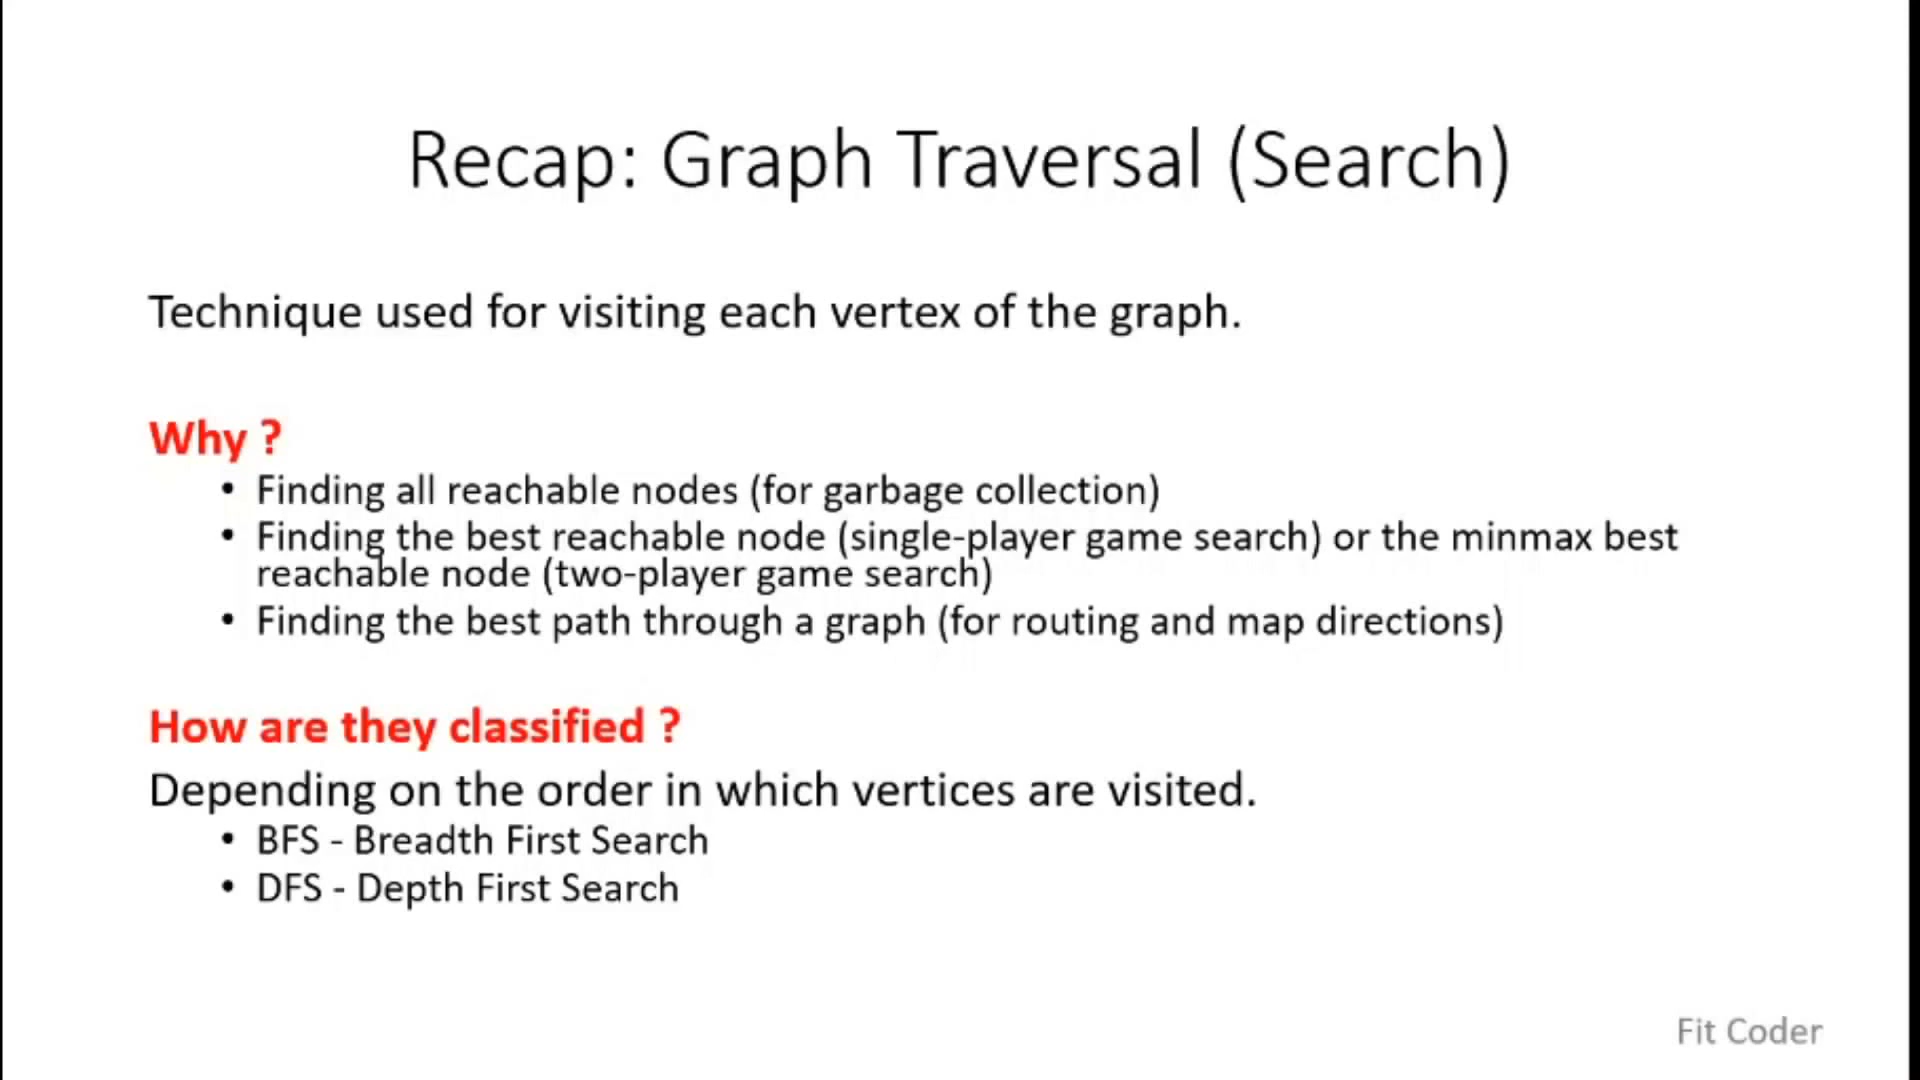 Recap: Graph Traversal (Search)
Technique used for visiting each vertex of the graph.
Why ?
• Finding all reachable nodes (for garbage collection)
• Finding the best reachable node (single-player game search) or the minmax best
reachable node (two-player game search)
• Finding the best path through a graph (for routing and map directions)
How are they classified ?
Depending on the order in which vertices are visited.
• BFS - Breadth First Search
• DFS - Depth First Search
Fit Coder